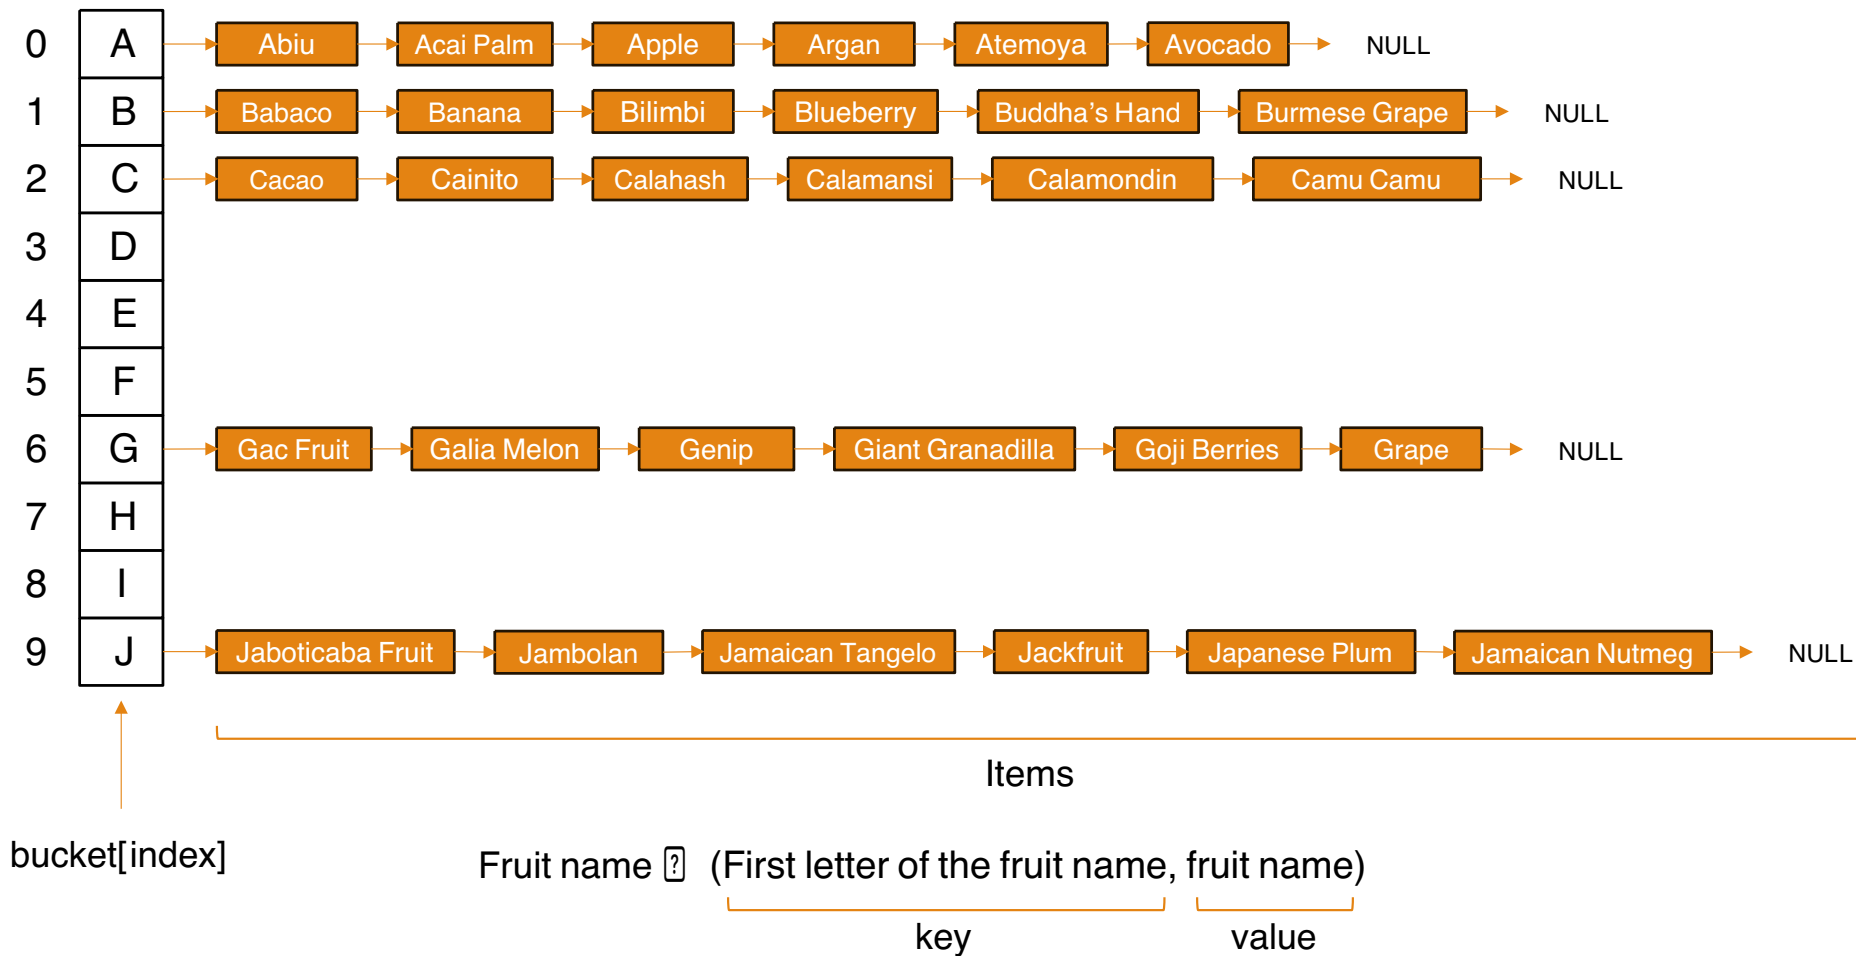 0 A Abiu Acai Palm Apple Argan Atemoya Avocado NULL
1 B Babaco Banana Bilimbi Blueberry Buddha’s Hand Burmese Grape NULL
2 C Cacao Cainito Calahash Calamansi Calamondin Camu Camu NULL
3 D
4 E
5 F
6 G Gac Fruit Galia Melon Genip Giant Granadilla Goji Berries Grape NULL
7 H
8 I
9 J Jaboticaba Fruit Jambolan Jamaican Tangelo Jackfruit Japanese Plum Jamaican Nutmeg NULL
Items
bucket[index]
Fruit name ⍰ (First letter of the fruit name, fruit name)
key value